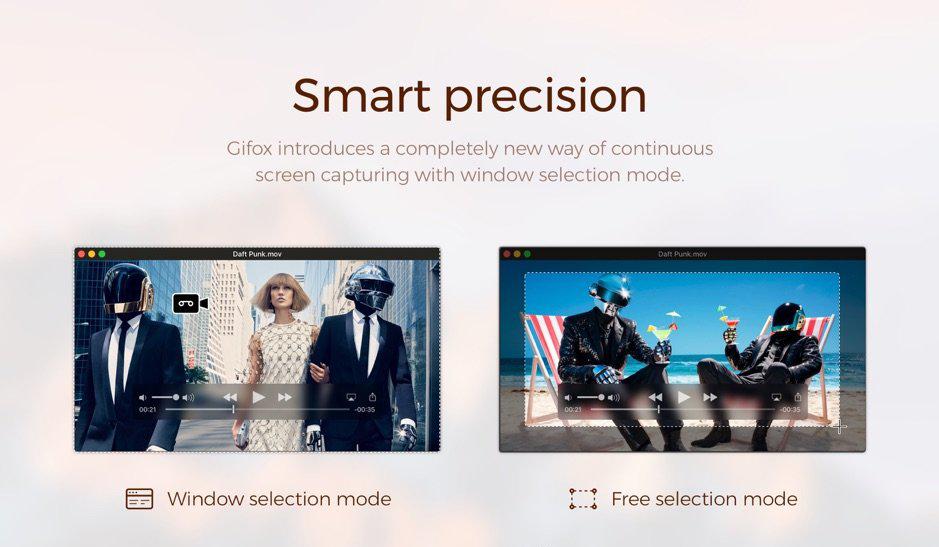 Smart precision
Gifox introduces a completely new way of continuous
screen capturing with window selection mode.
Daft Punk.mov
00:21
-00:35
Daft Punk.mov
00:21
-00:35
Window selection mode
Free selection mode